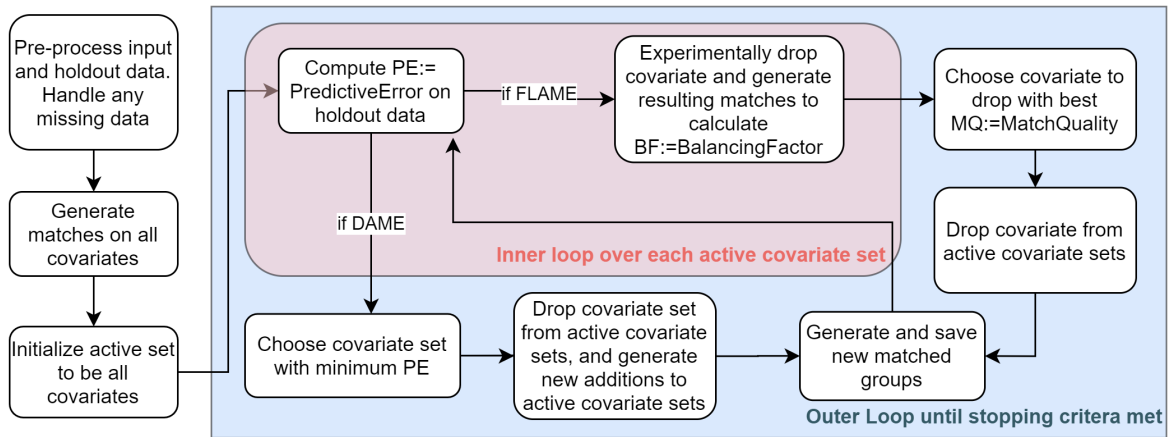 Pre-process input
and holdout data.
Handle any
missing data
Generate
matches on all
covariates
Initialize active set
to be all
covariates
Compute PE:=
PredictiveError on
holdout data
if FLAME
Experimentally drop
covariate and generate
resulting matches to
calculate
BF:=BalancingFactor
Choose covariate to
drop with best
MQ:=MatchQuality
Drop covariate from
active covariate sets
if DAME
Inner loop over each active covariate set
Choose covariate set
with minimum PE
Drop covariate set
from active covariate
sets, and generate
new additions to
active covariate sets
Generate and save
new matched
groups
Outer Loop until stopping critera met